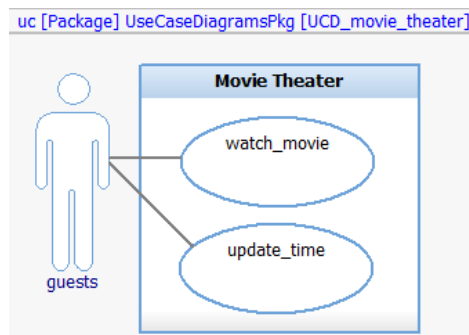 uc [Package] UseCaseDiagramsPkg [UCD_movie_theater]
Movie Theater
watch_movie
update_time
guests